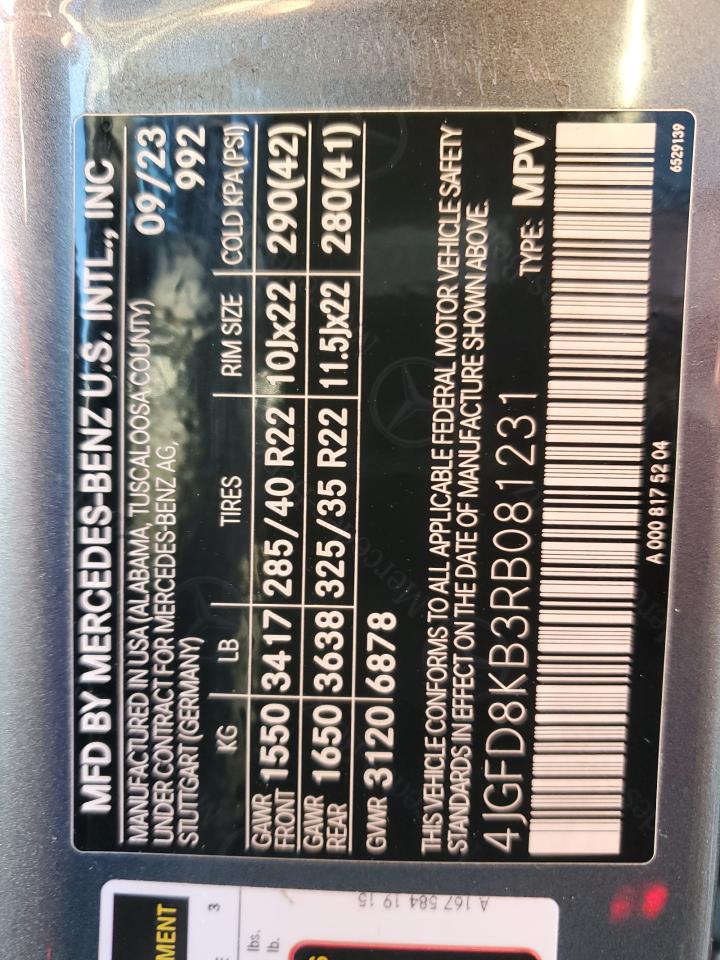 MFD BY MERCEDES-BENZ U.S. INTL., INC
MANUFACTURED IN USA (ALABAMA, TUSCALOOSA COUNTY) 09/23
UNDER CONTRACT FOR MERCEDES-BENZ AG, 992
STUTTGART (GERMANY)
KG LB TIRES RIM SIZE COLD KPA (PSI)
GAWR FRONT 1550 3417 285/40 R22 10Jx22 290(42)
GAWR REAR 1650 3638 325/35 R22 11.5Jx22 280(41)
GVWR 3120 6878
THIS VEHICLE CONFORMS TO ALL APPLICABLE FEDERAL MOTOR VEHICLE SAFETY
STANDARDS IN EFFECT ON THE DATE OF MANUFACTURE SHOWN ABOVE.
4JGFD8KB3RB081231 TYPE: MPV
A 000 817 52 04
6529139
MENT
3
lbs.
lb.
A 167 584 19 15